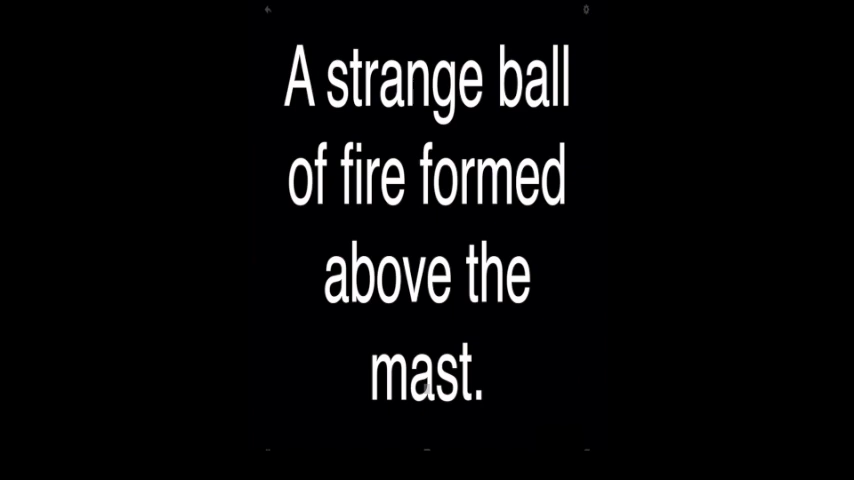 A strange ball
of fire formed
above the
mast.